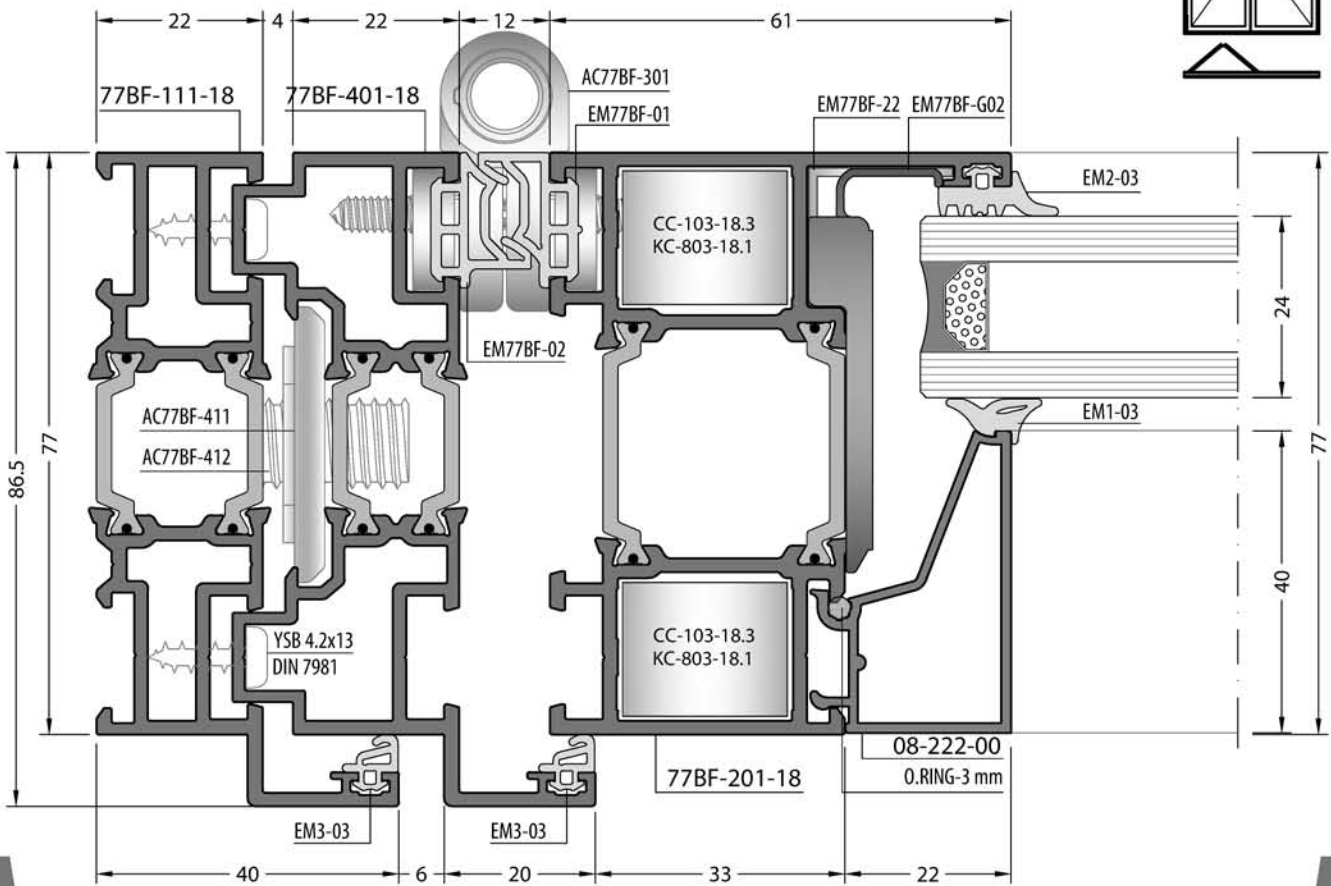 22
4
22
12
61
AC77BF-301
77BF-111-18
77BF-401-18
EM77BF-22
EM77BF-G02
EM77BF-01
EM2-03
CC-103-18.3
KC-803-18.1
24
EM77BF-02
AC77BF-411
EM1-03
77
86.5
77
AC77BF-412
40
YSB 4.2x13
DIN 7981
CC-103-18.3
KC-803-18.1
08-222-00
77BF-201-18
O.RING-3 mm
EM3-03
EM3-03
40
6
20
33
22